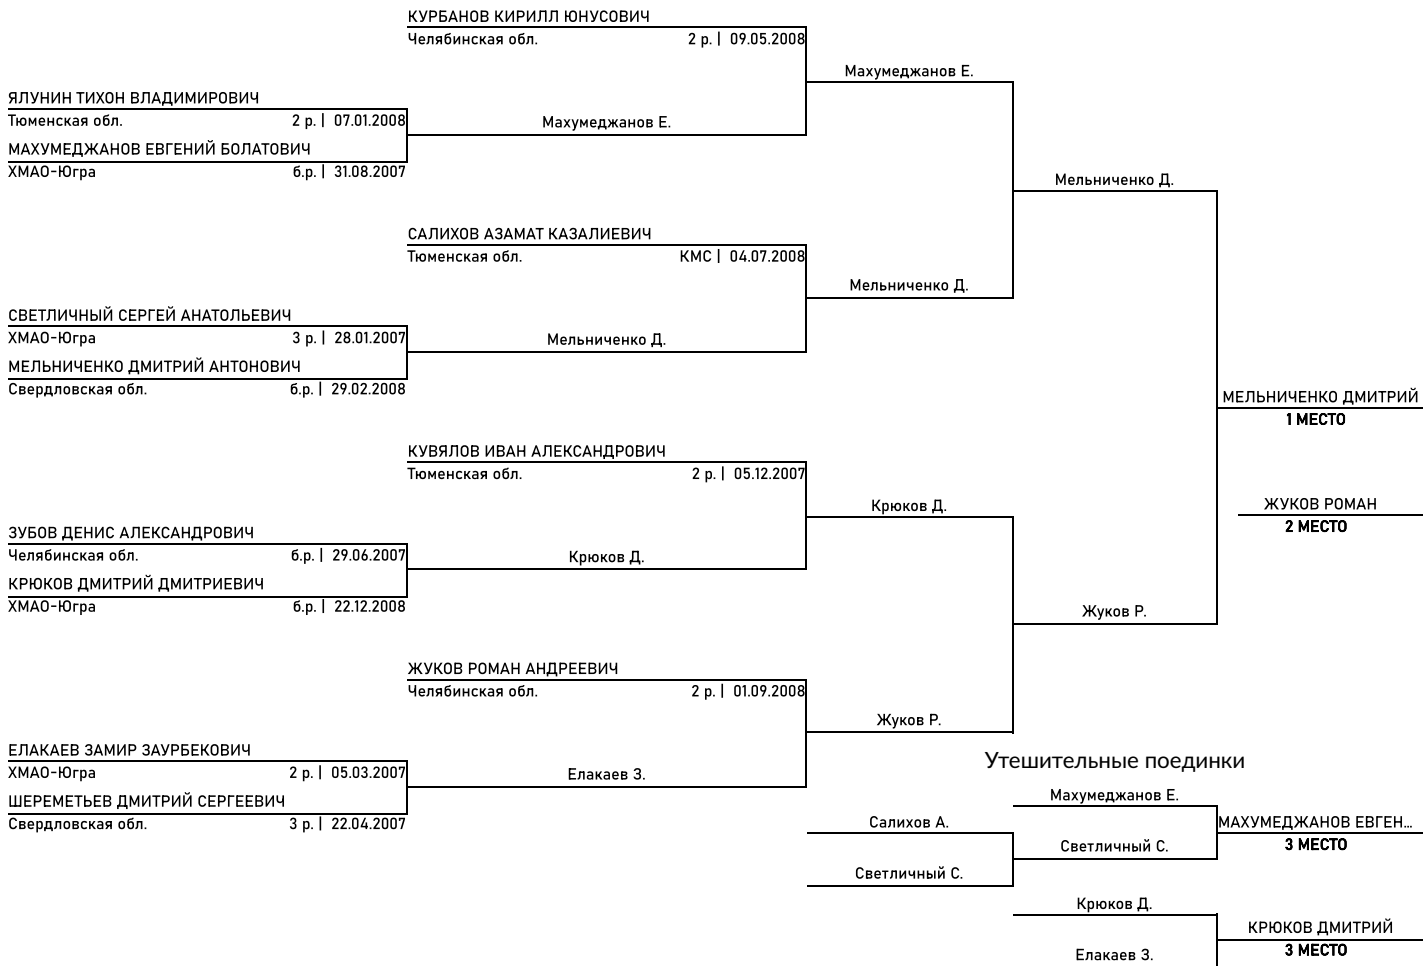 КУРБАНОВ КИРИЛЛ ЮНУСОВИЧ
Челябинская обл. 2 р. | 09.05.2008
Махумеджанов Е.
ЯЛУНИН ТИХОН ВЛАДИМИРОВИЧ
Тюменская обл. 2 р. | 07.01.2008
Махумеджанов Е.
МАХУМЕДЖАНОВ ЕВГЕНИЙ БОЛАТОВИЧ
ХМАО-Югра б.р. | 31.08.2007
Мельниченко Д.
САЛИХОВ АЗАМАТ КАЗАЛИЕВИЧ
Тюменская обл. КМС | 04.07.2008
Мельниченко Д.
СВЕТЛИЧНЫЙ СЕРГЕЙ АНАТОЛЬЕВИЧ
ХМАО-Югра 3 р. | 28.01.2007
Мельниченко Д.
МЕЛЬНИЧЕНКО ДМИТРИЙ АНТОНОВИЧ
Свердловская обл. б.р. | 29.02.2008
МЕЛЬНИЧЕНКО ДМИТРИЙ
1 МЕСТО
КУВЯЛОВ ИВАН АЛЕКСАНДРОВИЧ
Тюменская обл. 2 р. | 05.12.2007
Крюков Д.
ЖУКОВ РОМАН
2 МЕСТО
ЗУБОВ ДЕНИС АЛЕКСАНДРОВИЧ
Челябинская обл. б.р. | 29.06.2007
Крюков Д.
КРЮКОВ ДМИТРИЙ ДМИТРИЕВИЧ
ХМАО-Югра б.р. | 22.12.2008
Жуков Р.
ЖУКОВ РОМАН АНДРЕЕВИЧ
Челябинская обл. 2 р. | 01.09.2008
Жуков Р.
ЕЛАКАЕВ ЗАМИР ЗАУРБЕКОВИЧ
ХМАО-Югра 2 р. | 05.03.2007
Елакаев З.
ШЕРЕМЕТЬЕВ ДМИТРИЙ СЕРГЕЕВИЧ
Свердловская обл. 3 р. | 22.04.2007
Утешительные поединки
Махумеджанов Е.
Салихов А.
МАХУМЕДЖАНОВ ЕВГЕН...
3 МЕСТО
Светличный С.
Светличный С.
Крюков Д.
КРЮКОВ ДМИТРИЙ
3 МЕСТО
Елакаев З.